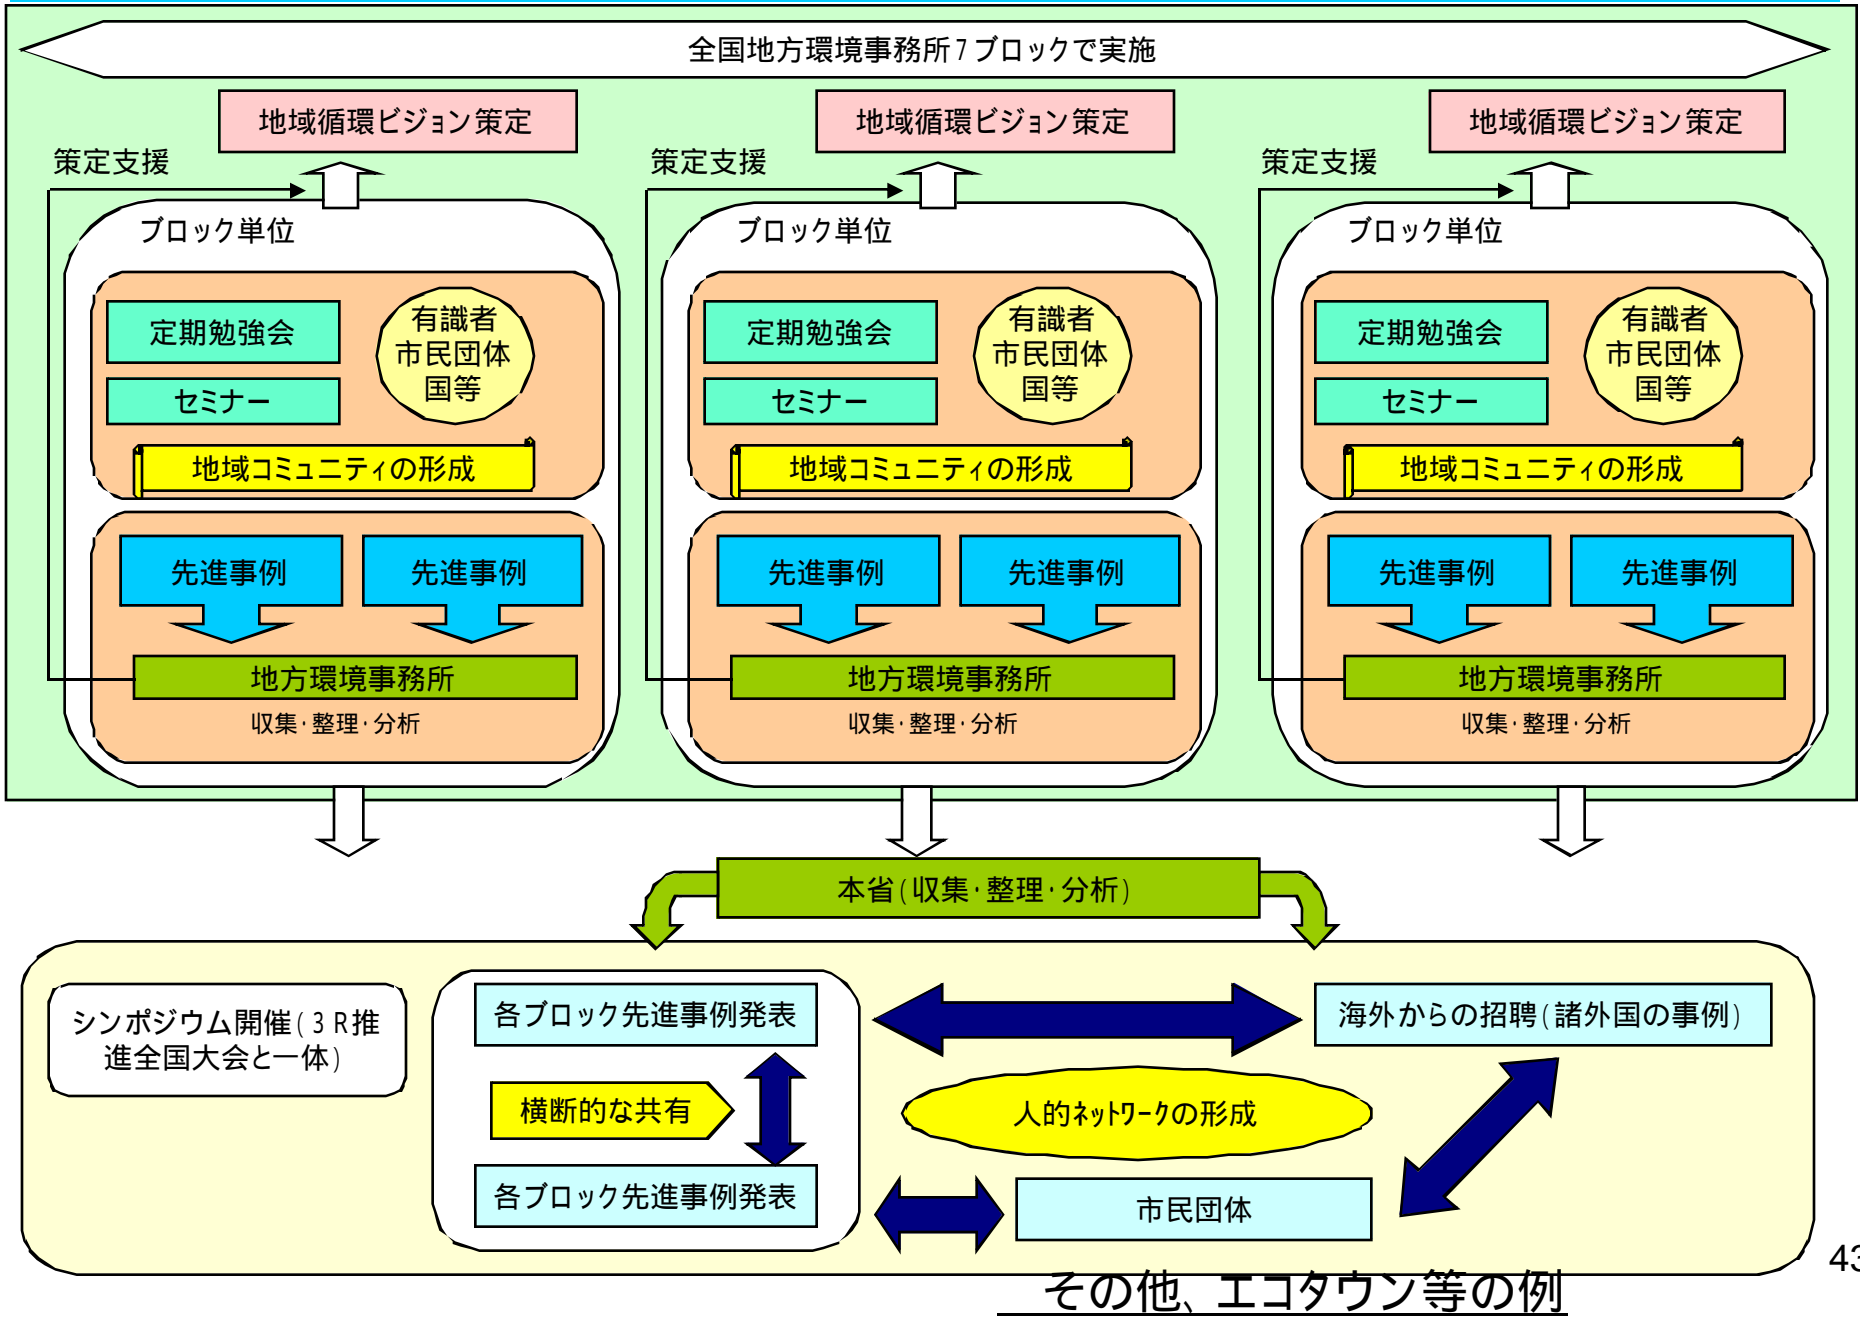 全国地方環境事務所7ブロックで実施
地域循環ビジョン策定
地域循環ビジョン策定
地域循環ビジョン策定
策定支援
策定支援
策定支援
ブロック単位
定期勉強会
セミナー
有識者
市民団体
国等
地域コミュニティの形成
先進事例
先進事例
地方環境事務所
収集・整理・分析
ブロック単位
定期勉強会
セミナー
有識者
市民団体
国等
地域コミュニティの形成
先進事例
先進事例
地方環境事務所
収集・整理・分析
ブロック単位
定期勉強会
セミナー
有識者
市民団体
国等
地域コミュニティの形成
先進事例
先進事例
地方環境事務所
収集・整理・分析
本省(収集・整理・分析)
シンポジウム開催(3R推
進全国大会と一体)
各ブロック先進事例発表
横断的な共有
各ブロック先進事例発表
海外からの招聘(諸外国の事例)
人的ネットワークの形成
市民団体
43
その他、エコタウン等の例